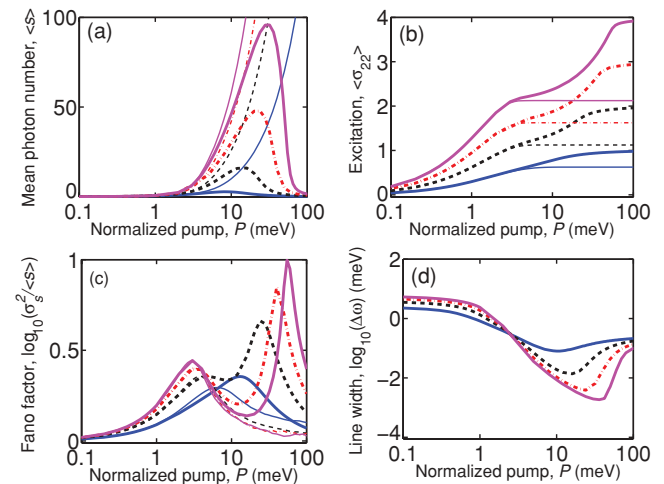 (a)
Mean photon number, <s>
100
50
0
0.1
1
10
100
Normalized pump, P (meV)
(b)
Excitation, <σ22>
4
3
2
1
0
0.1
1
10
100
Normalized pump, P (meV)
(c)
Fano factor, log10(σs²/<s>)
1
0.5
0
0.1
1
10
100
Normalized pump, P (meV)
(d)
Line width, log10(Δω) (meV)
2
0
−2
−4
0.1
1
10
100
Normalized pump, P (meV)